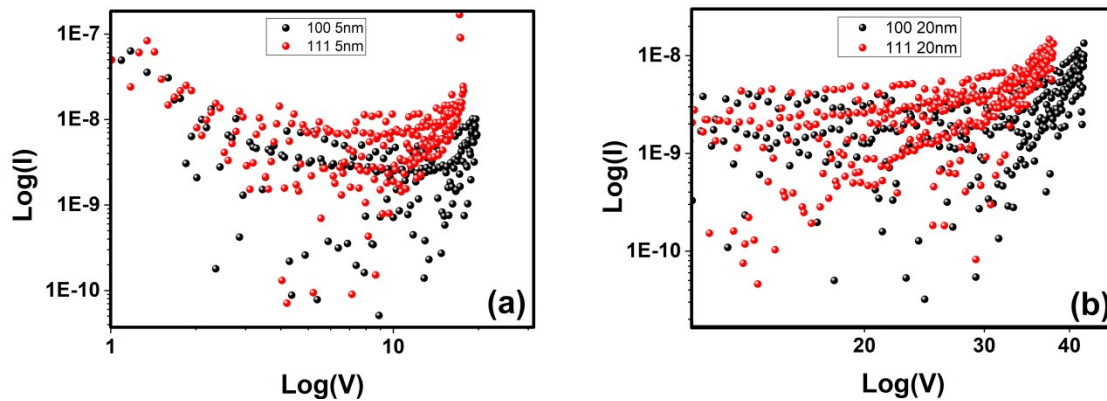 100 5nm
111 5nm
1E-7
1E-8
1E-9
1E-10
Log(I)
1
10
Log(V)
(a)
100 20nm
111 20nm
1E-8
1E-9
1E-10
Log(I)
20
30
40
Log(V)
(b)